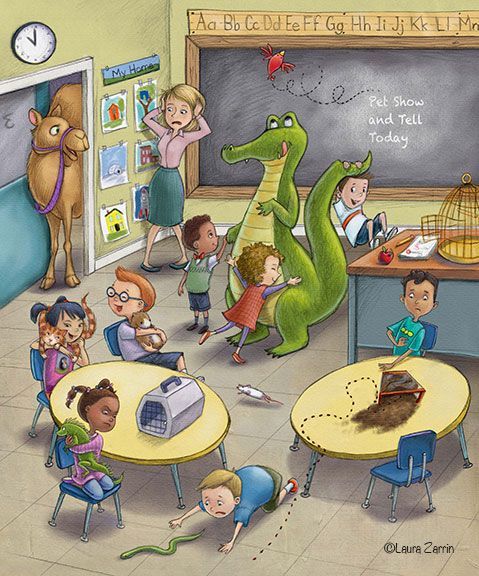 Aa Bb Cc Dd Ee Ff Gg Hh Ii Jj Kk Ll Mm
My Home
Pet Show
and Tell
Today
©Laura Zarrin